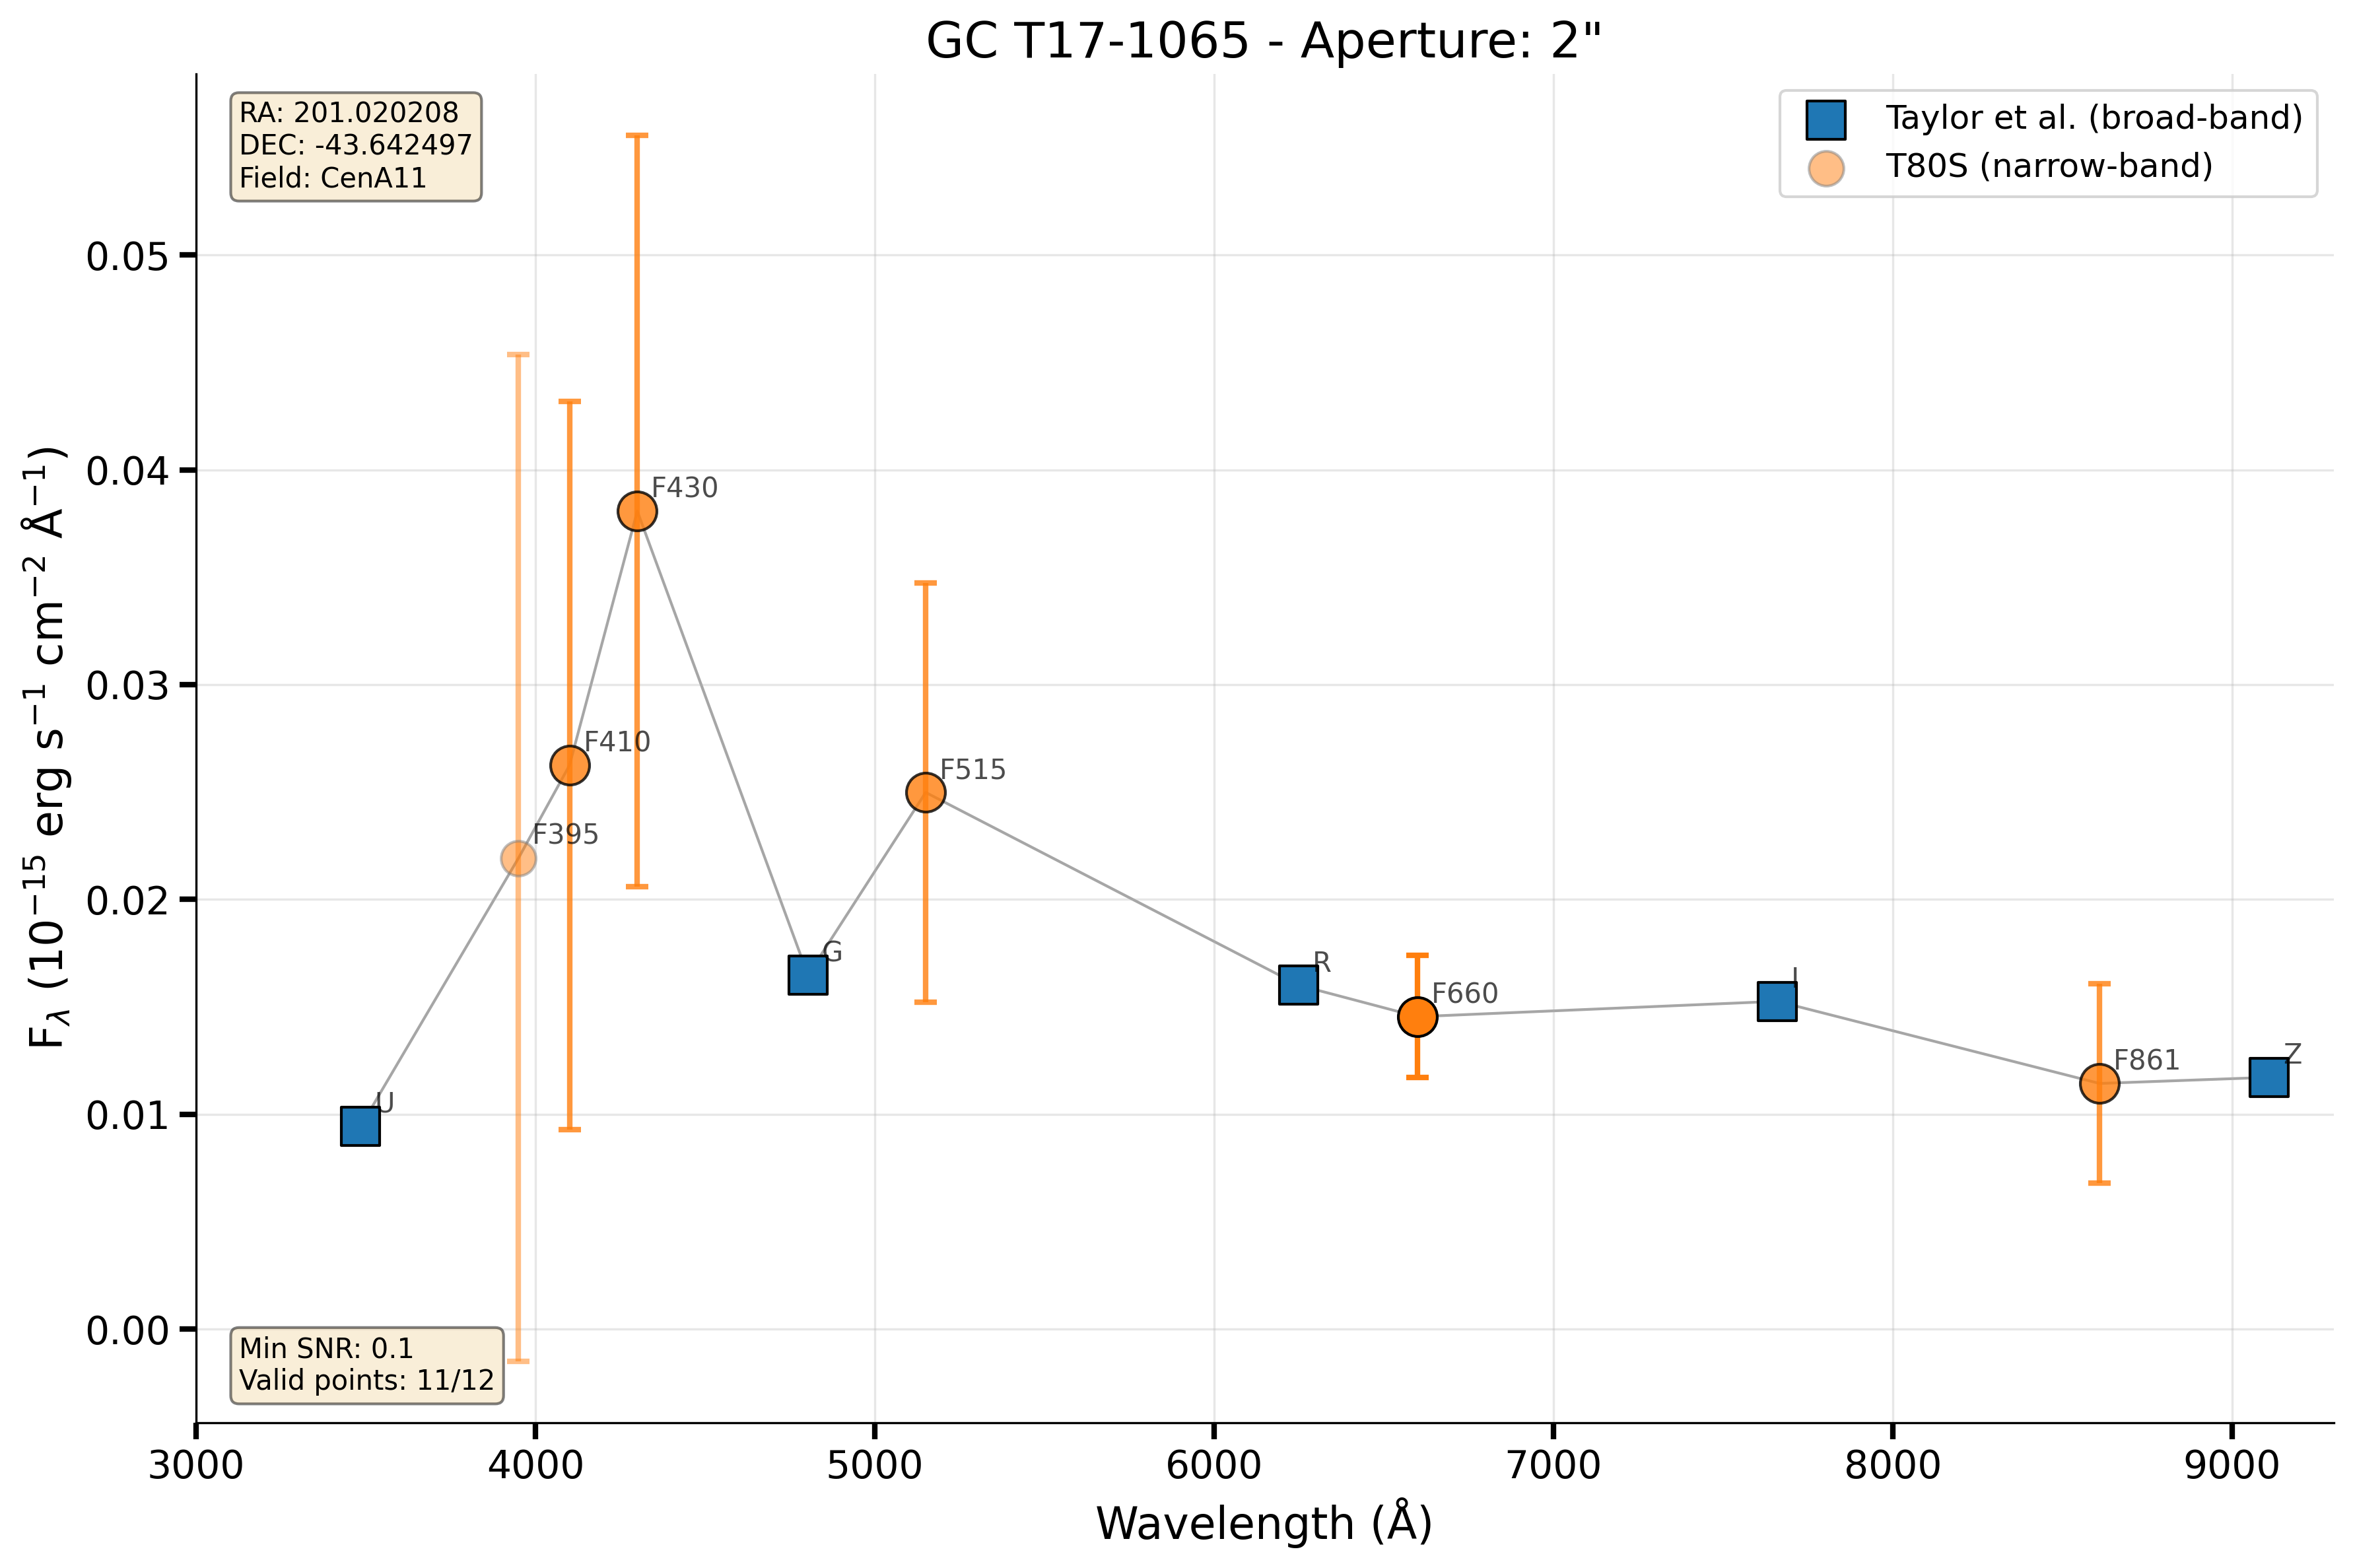 GC T17-1065 - Aperture: 2"
RA: 201.020208
DEC: -43.642497
Field: CenA11
Taylor et al. (broad-band)
T80S (narrow-band)
0.05
0.04
0.03
0.02
0.01
0.00
F_λ (10⁻¹⁵ erg s⁻¹ cm⁻² Å⁻¹)
U
F395
F410
F430
G
F515
R
F660
I
F861
Z
Min SNR: 0.1
Valid points: 11/12
3000 4000 5000 6000 7000 8000 9000
Wavelength (Å)